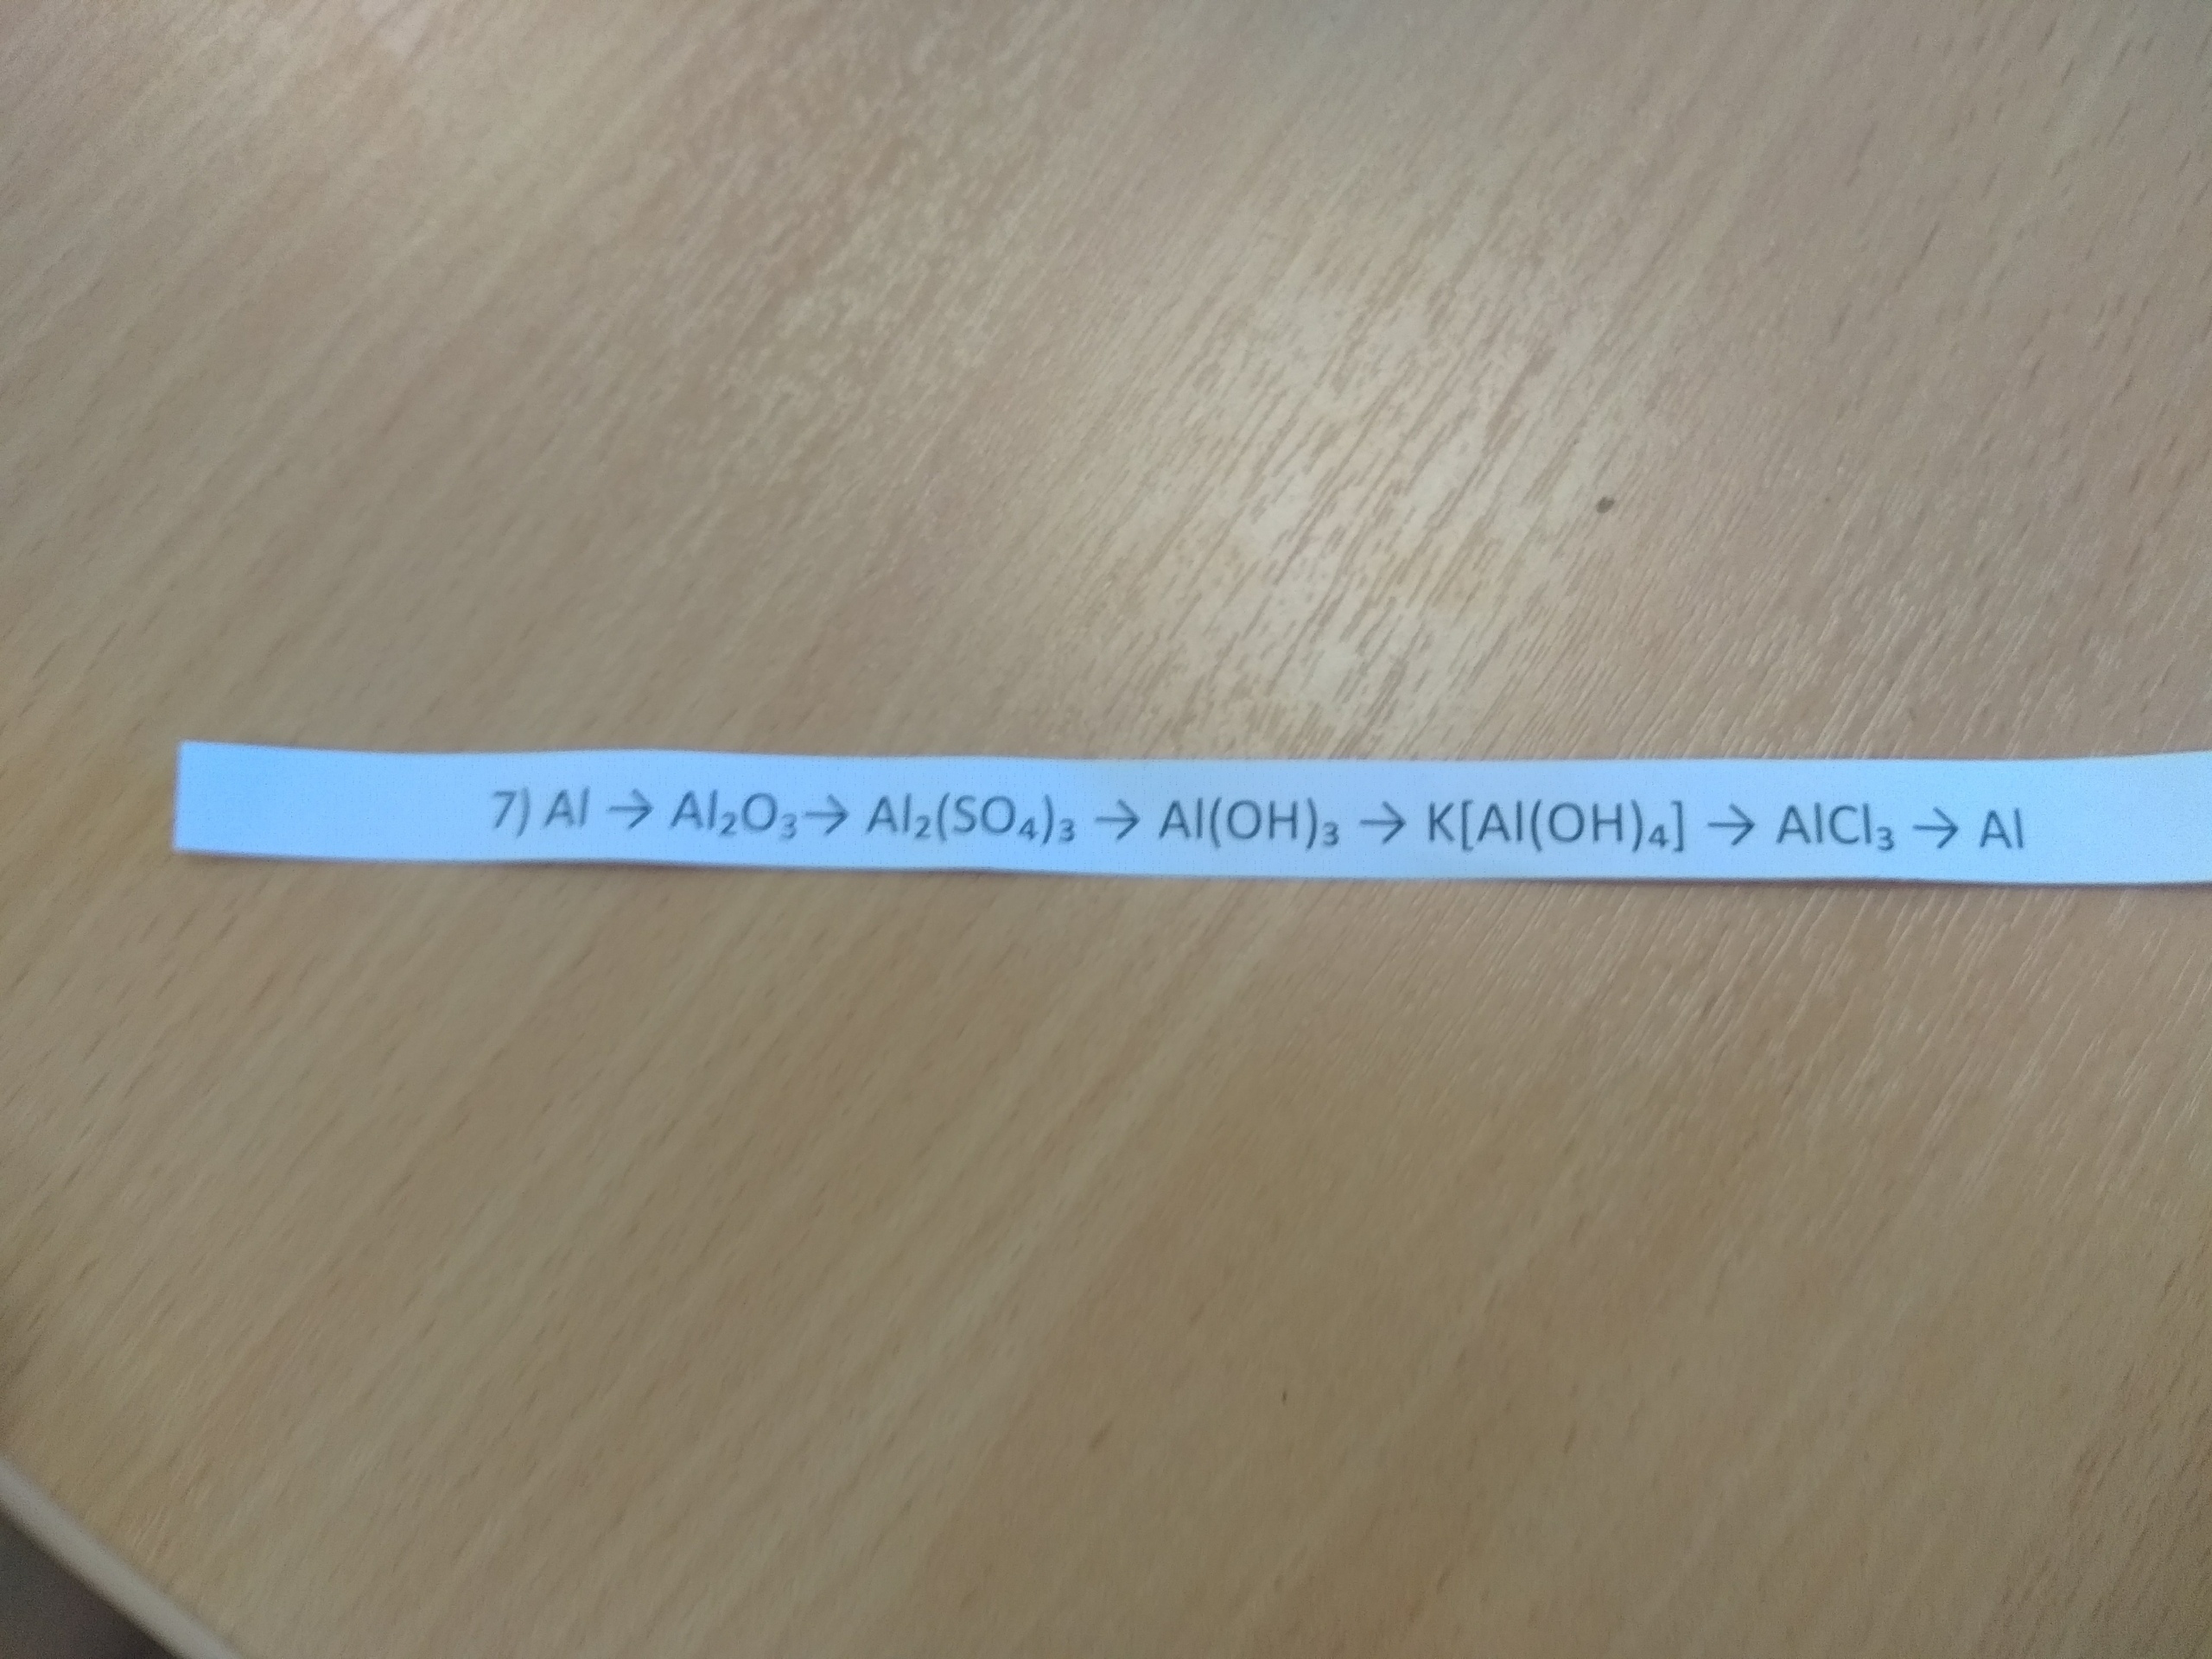 7) Al → Al₂O₃→ Al₂(SO₄)₃ → Al(OH)₃ → K[Al(OH)₄] → AlCl₃ → Al